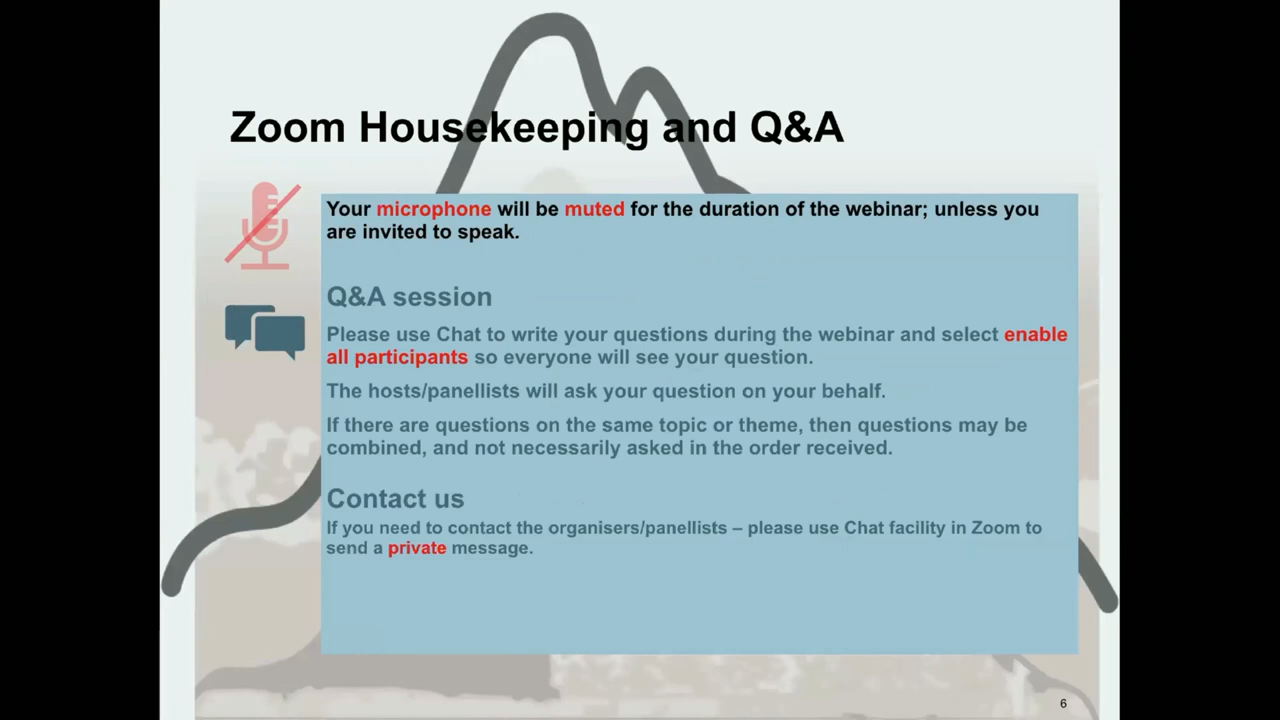 Zoom Housekeeping and Q&A
Your microphone will be muted for the duration of the webinar; unless you
are invited to speak.
Q&A session
Please use Chat to write your questions during the webinar and select enable
all participants so everyone will see your question.
The hosts/panellists will ask your question on your behalf.
If there are questions on the same topic or theme, then questions may be
combined, and not necessarily asked in the order received.
Contact us
If you need to contact the organisers/panellists – please use Chat facility in Zoom to
send a private message.
6